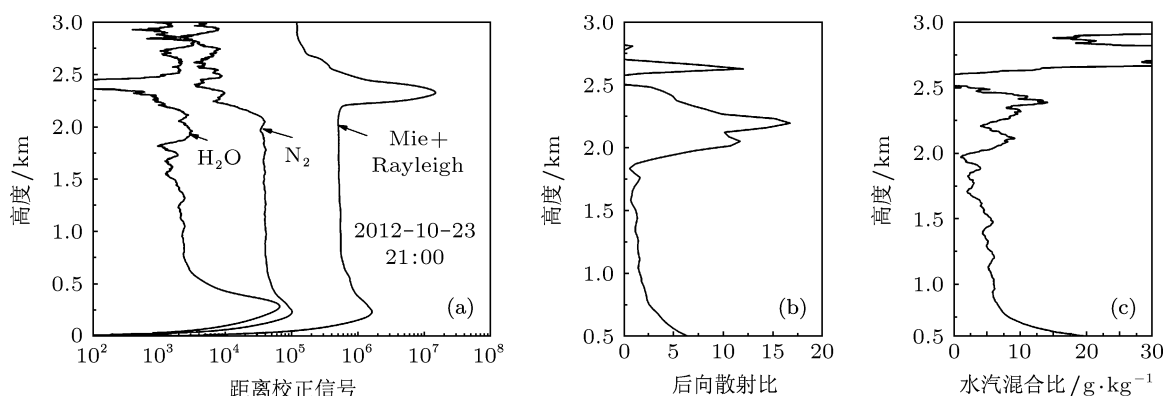 3.0
2.5
2.0
1.5
1.0
0.5
0
高度/km
H₂O
N₂
Mie+
Rayleigh
2012-10-23
21:00
(a)
10² 10³ 10⁴ 10⁵ 10⁶ 10⁷ 10⁸
距离校正信号
3.0
2.5
2.0
1.5
1.0
0.5
高度/km
(b)
0 5 10 15 20
后向散射比
3.0
2.5
2.0
1.5
2.0
2.5
0.5
高度/km
(c)
0 10 20 30
水汽混合比/g·kg⁻¹